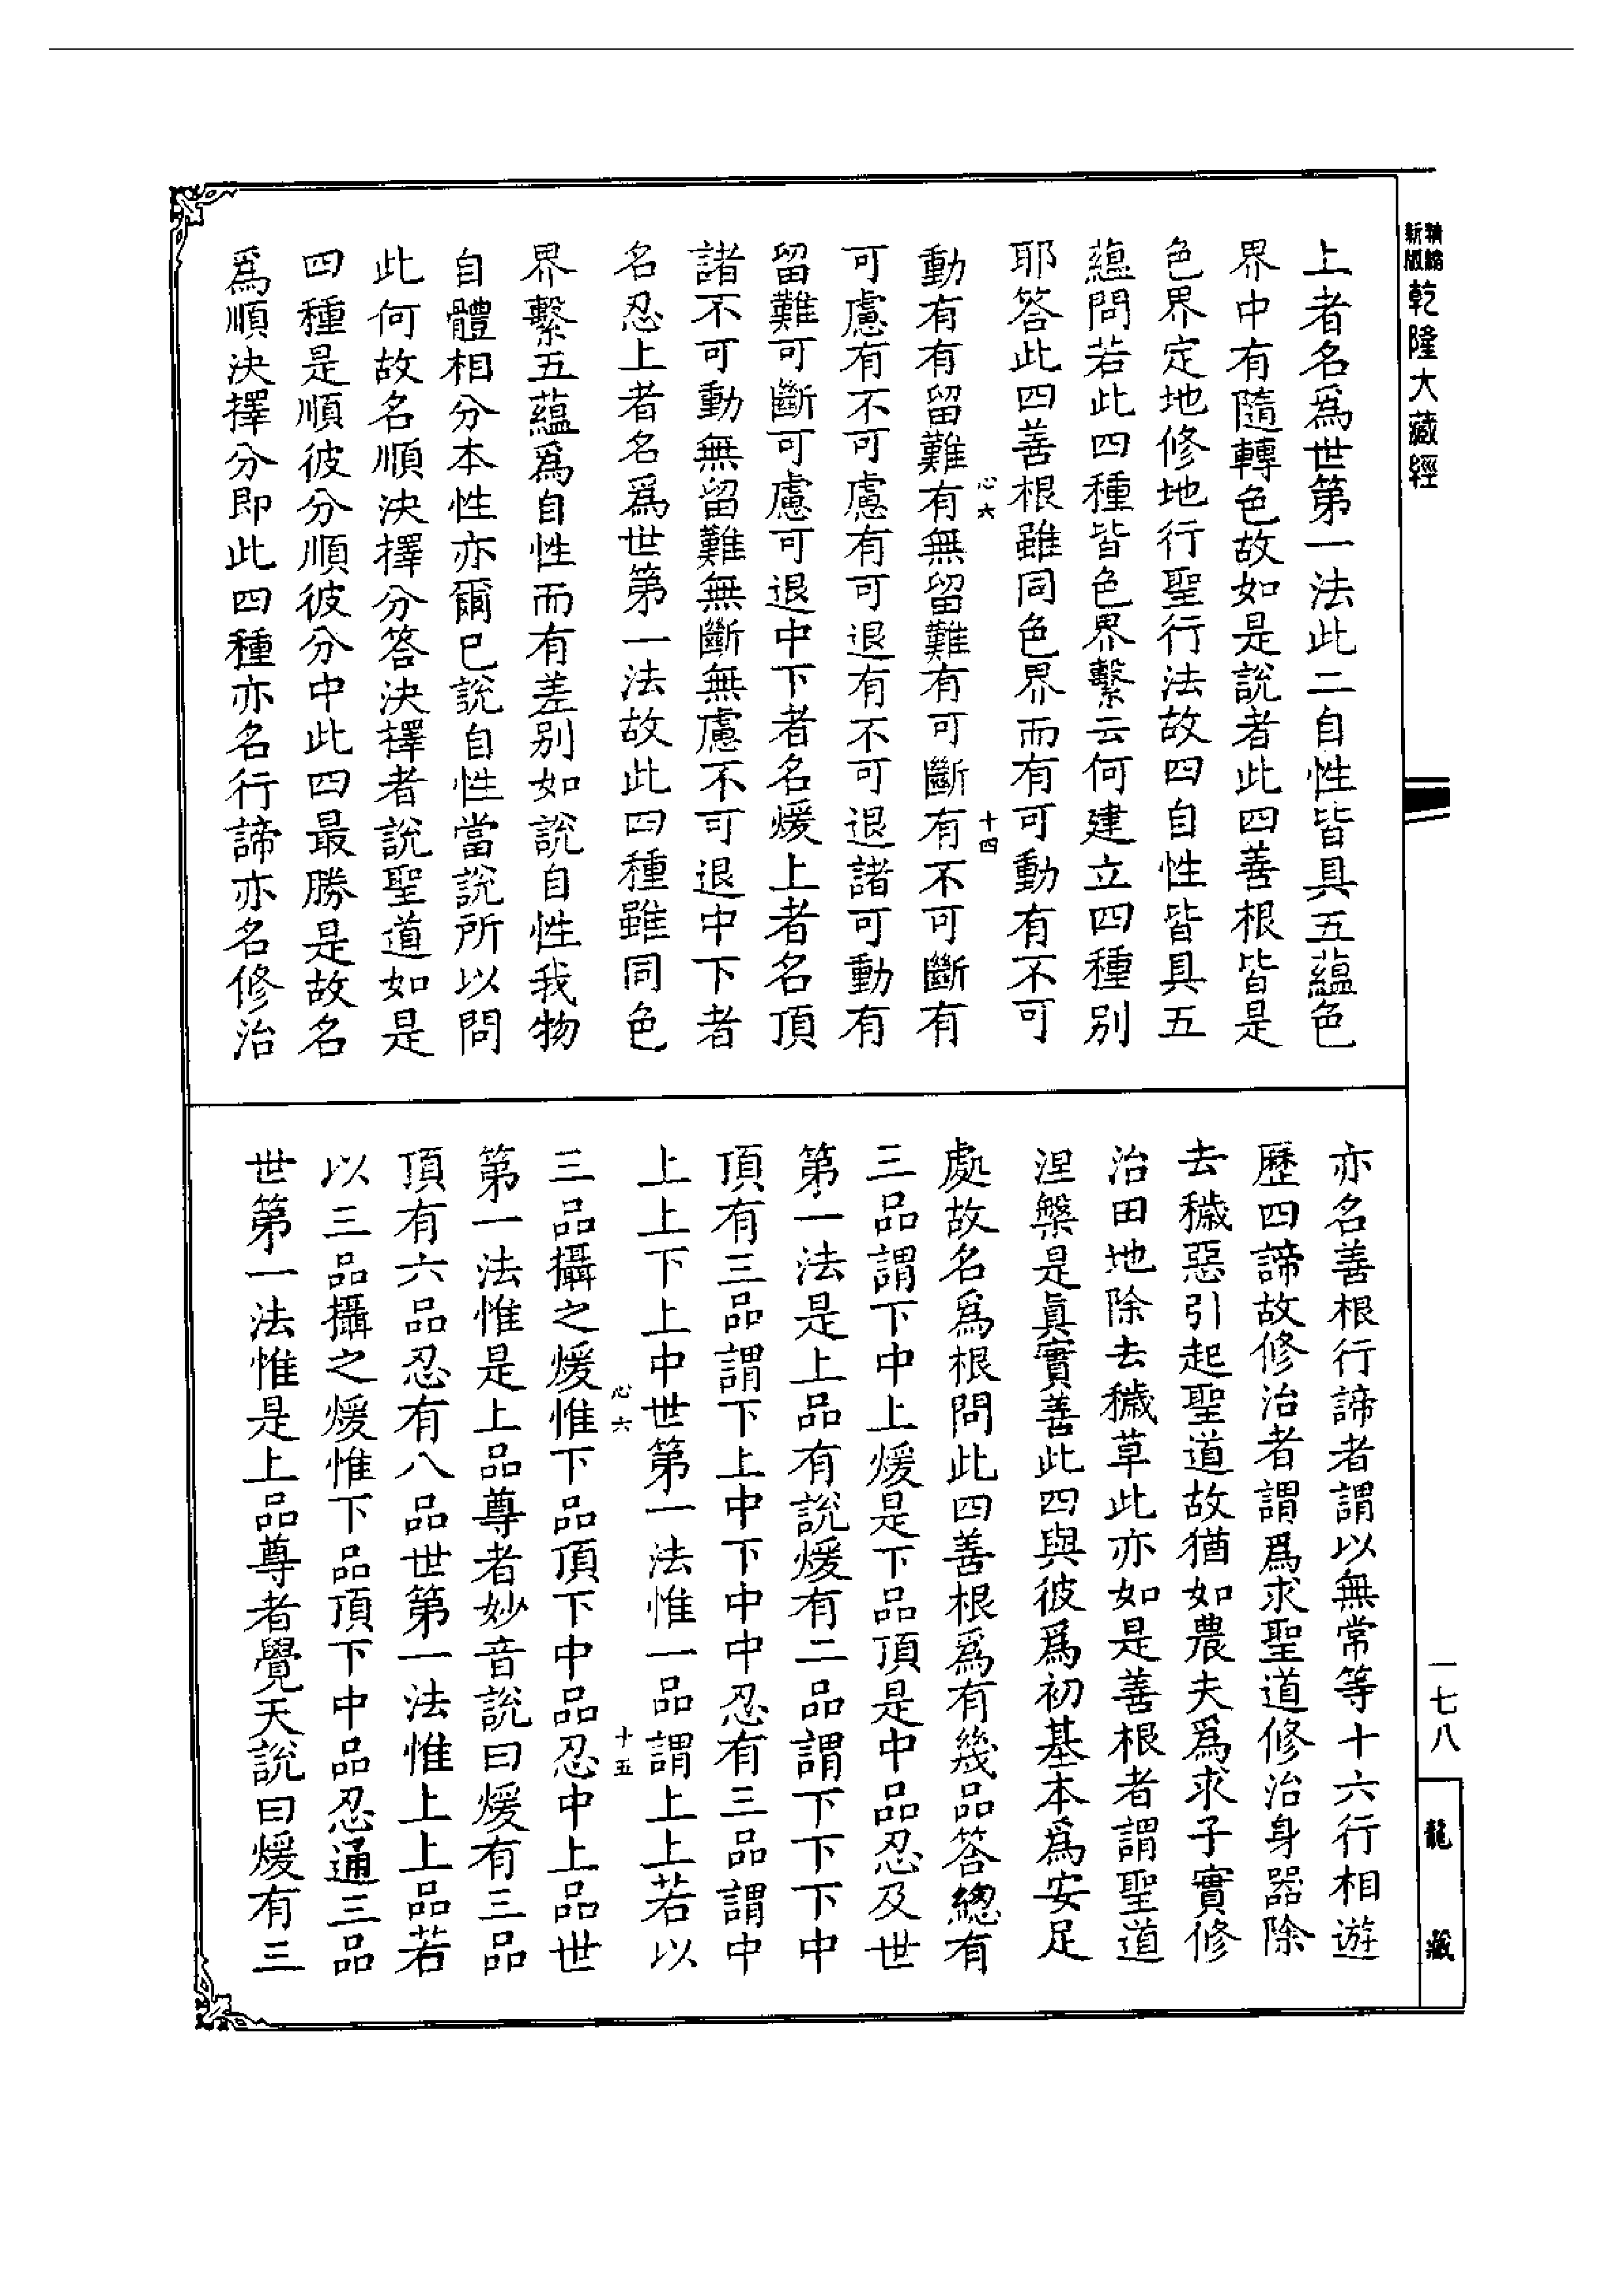 精繕新版
乾隆大藏經
上者名爲世第一法此二自性皆具五蘊色
界中有隨轉色故如是說者此四善根皆是
色界定地修地行聖行法故四自性皆具五
蘊問若此四種皆色界繫云何建立四種別
耶答此四善根雖同色界而有可動有不可
心六
十四
動有有留難有無留難有可斷有不可斷有
可慮有不可慮有可退有不可退諸可動有
留難可斷可慮可退中下者名煖上者名頂
諸不可動無留難無斷無慮不可退中下者
名忍上者名爲世第一法故此四種雖同色
界繫五蘊爲自性而有差别如說自性我物
自體相分本性亦爾已說自性當說所以問
此何故名順決擇分答決擇者說聖道如是
四種是順彼分順彼分中此四最勝是故名
爲順決擇分即此四種亦名行諦亦名修治
亦名善根行諦者謂以無常等十六行相遊
歷四諦故修治者謂爲求聖道修治身器除
去穢惡引起聖道故猶如農夫爲求子實修
治田地除去穢草此亦如是善根者謂聖道
涅槃是眞實善此四與彼爲初基本爲安足
處故名爲根問此四善根爲有幾品答總有
三品謂下中上煖是下品頂是中品忍及世
第一法是上品有說煖有二品謂下下下中
頂有三品謂下上中下中中忍有三品謂中
上上下上中世第一法惟一品謂上上若以
心六
十五
三品攝之煖惟下品頂下中品忍中上品世
第一法惟是上品尊者妙音說曰煖有三品
頂有六品忍有八品世第一法惟上上品若
以三品攝之煖惟下品頂下中品忍通三品
世第一法惟是上品尊者覺天說曰煖有三
一七八
龍藏